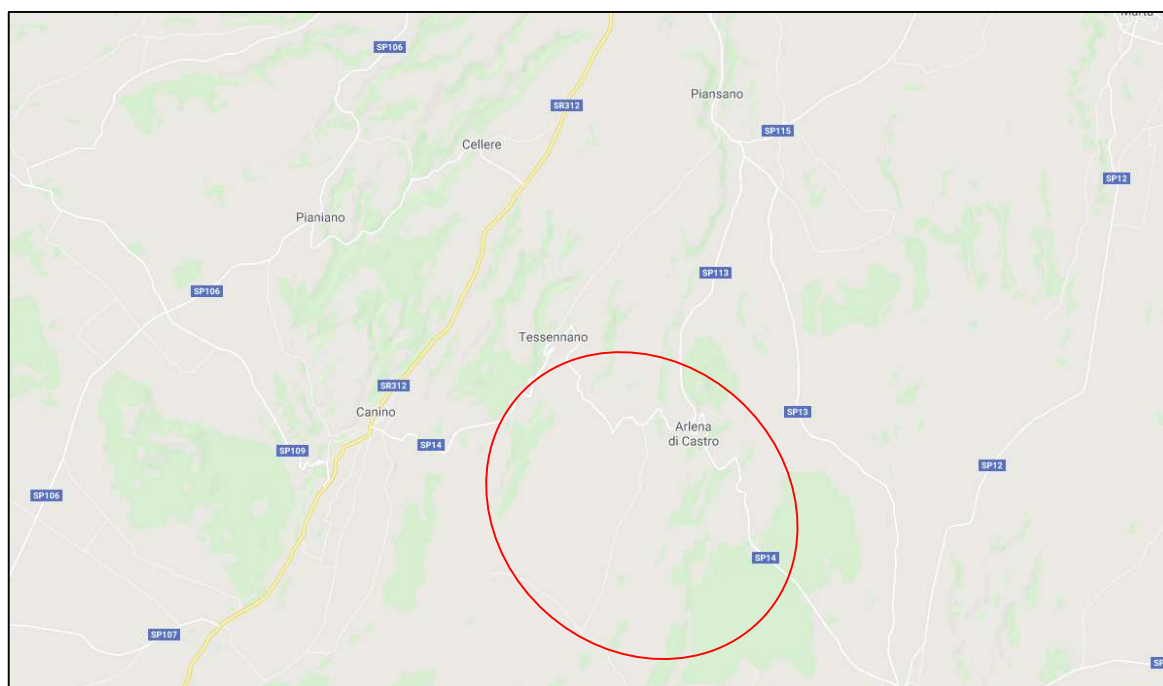 Marta
SP106
SR312
Piansano
SP115
Cellere
SP12
Pianiano
SP113
SP106
Tessennano
SR312
Canino
SP13
Arlena
di Castro
SP14
SP109
SP12
SP106
SP14
SP107